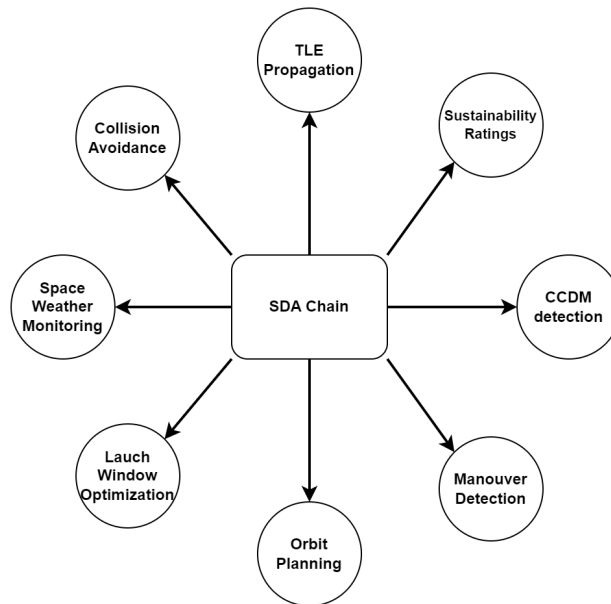 TLE
Propagation
Sustainability
Ratings
Collision
Avoidance
Space
Weather
Monitoring
SDA Chain
CCDM
detection
Lauch
Window
Optimization
Manouver
Detection
Orbit
Planning